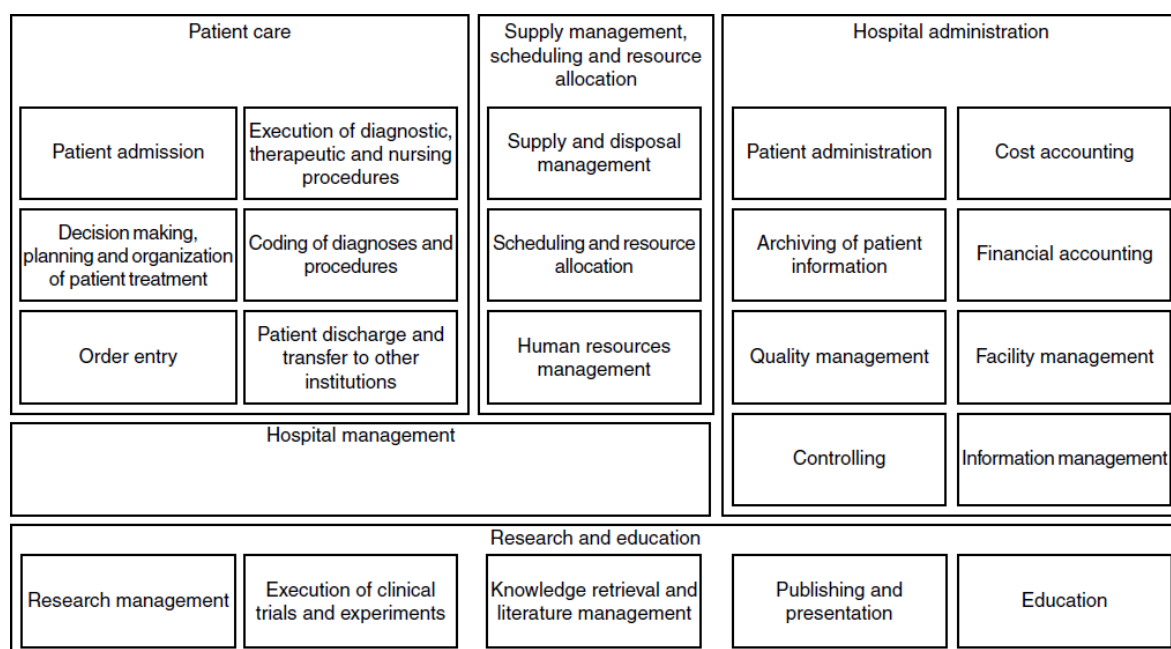 Patient care
Patient admission
Execution of diagnostic,
therapeutic and nursing
procedures
Decision making,
planning and organization
of patient treatment
Coding of diagnoses and
procedures
Order entry
Patient discharge and
transfer to other
institutions
Supply management,
scheduling and resource
allocation
Supply and disposal
management
Scheduling and resource
allocation
Human resources
management
Hospital administration
Patient administration
Cost accounting
Archiving of patient
information
Financial accounting
Quality management
Facility management
Controlling
Information management
Hospital management
Research and education
Research management
Execution of clinical
trials and experiments
Knowledge retrieval and
literature management
Publishing and
presentation
Education